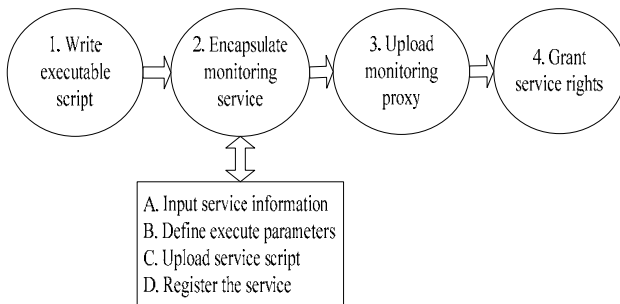 1. Write
executable
script
2. Encapsulate
monitoring
service
3. Upload
monitoring
proxy
4. Grant
service rights
A. Input service information
B. Define execute parameters
C. Upload service script
D. Register the service